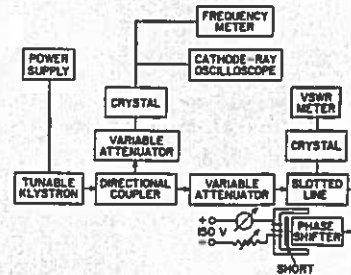 FREQUENCY
METER
POWER
SUPPLY
CATHODE-RAY
OSCILLOSCOPE
CRYSTAL
VSWR
METER
VARIABLE
ATTENUATOR
CRYSTAL
TUNABLE
KLYSTRON
DIRECTIONAL
COUPLER
VARIABLE
ATTENUATOR
SLOTTED
LINE
+
150 V
−
PHASE
SHIFTER
SHORT